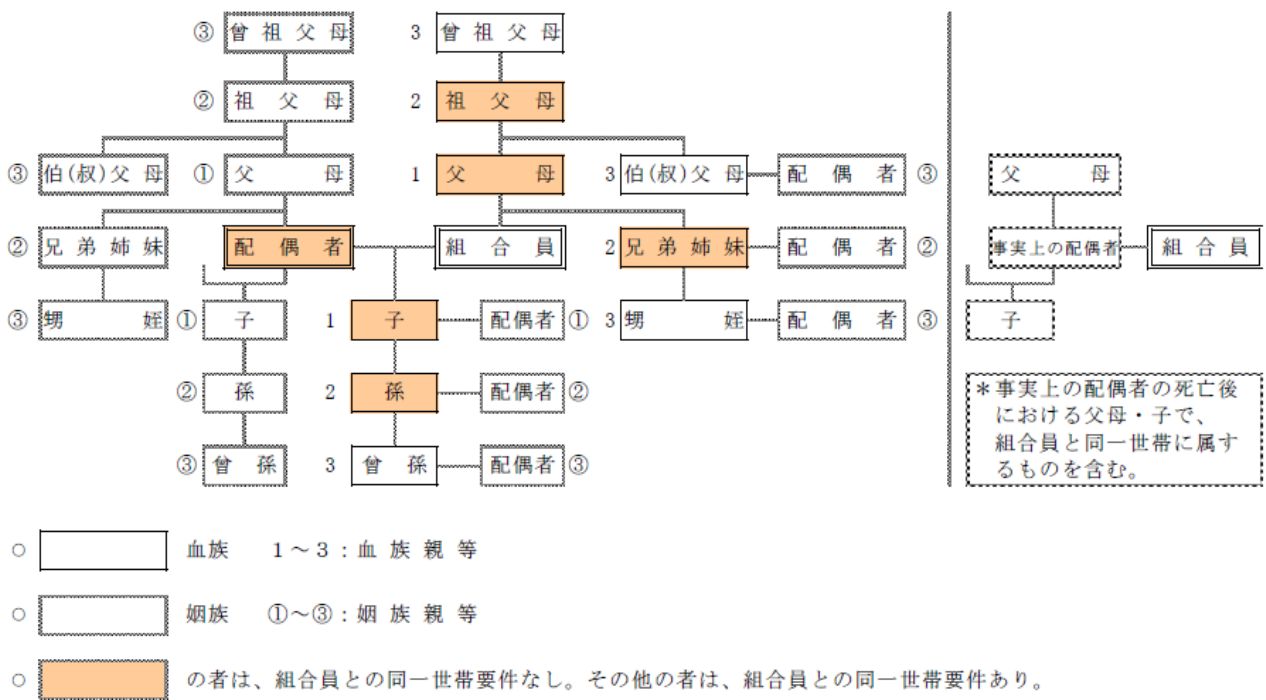 ③ 曾祖父母 3 曾祖父母
② 祖父母 2 祖父母
③ 伯(叔)父母 ① 父母 1 父母 3 伯(叔)父母 配偶者 ③ 父母
② 兄弟姉妹 配偶者 組合員 2 兄弟姉妹 配偶者 ② 事実上の配偶者 組合員
③ 甥姪 ① 子 1 子 配偶者 ① 3 甥姪 配偶者 ③ 子
② 孫 2 孫 配偶者 ②
③ 曾孫 3 曾孫 配偶者 ③
*事実上の配偶者の死亡後
における父母・子で、
組合員と同一世帯に属す
るものを含む。
○ 血族 1～3：血族親等
○ 姻族 ①～③：姻族親等
○ の者は、組合員との同一世帯要件なし。その他の者は、組合員との同一世帯要件あり。